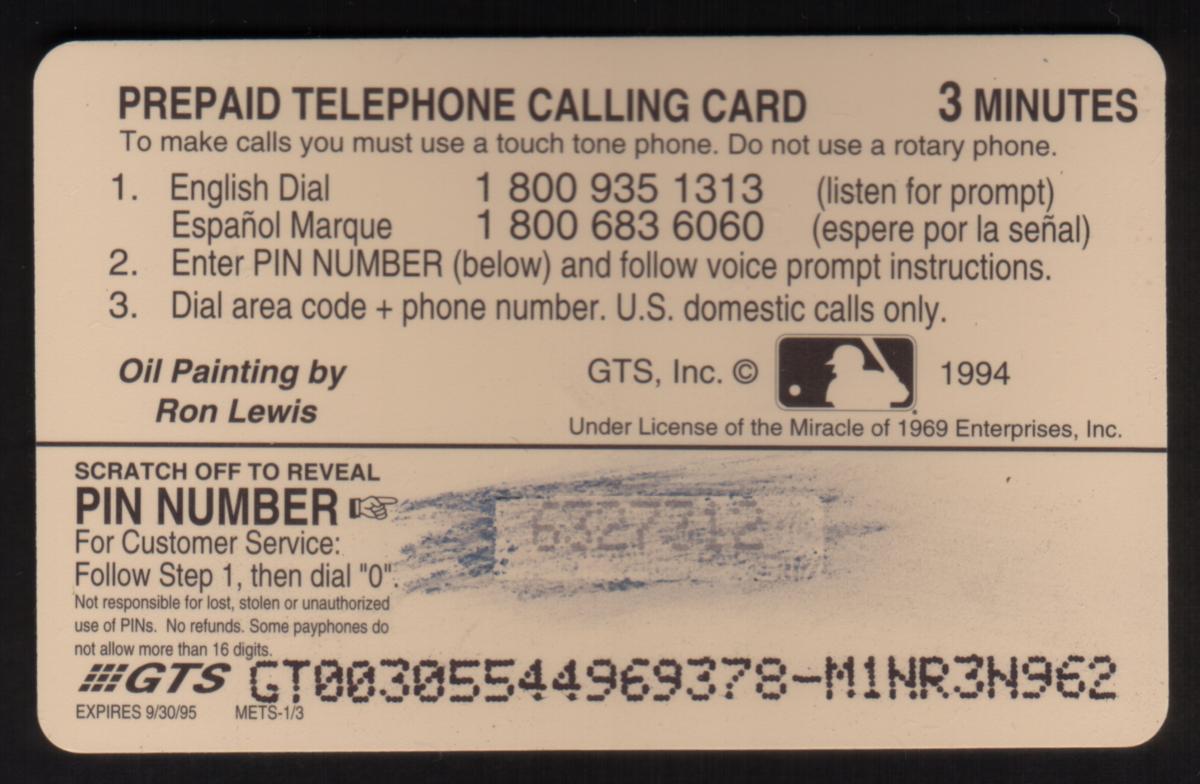 PREPAID TELEPHONE CALLING CARD 3 MINUTES
To make calls you must use a touch tone phone. Do not use a rotary phone.
1. English Dial 1 800 935 1313 (listen for prompt)
Español Marque 1 800 683 6060 (espere por la señal)
2. Enter PIN NUMBER (below) and follow voice prompt instructions.
3. Dial area code + phone number. U.S. domestic calls only.
Oil Painting by
Ron Lewis
GTS, Inc. © 1994
Under License of the Miracle of 1969 Enterprises, Inc.
SCRATCH OFF TO REVEAL
PIN NUMBER
6327312
For Customer Service:
Follow Step 1, then dial "0".
Not responsible for lost, stolen or unauthorized
use of PINs. No refunds. Some payphones do
not allow more than 16 digits.
GTS GT00305544969378-M1NR3N962
EXPIRES 9/30/95 METS-1/3